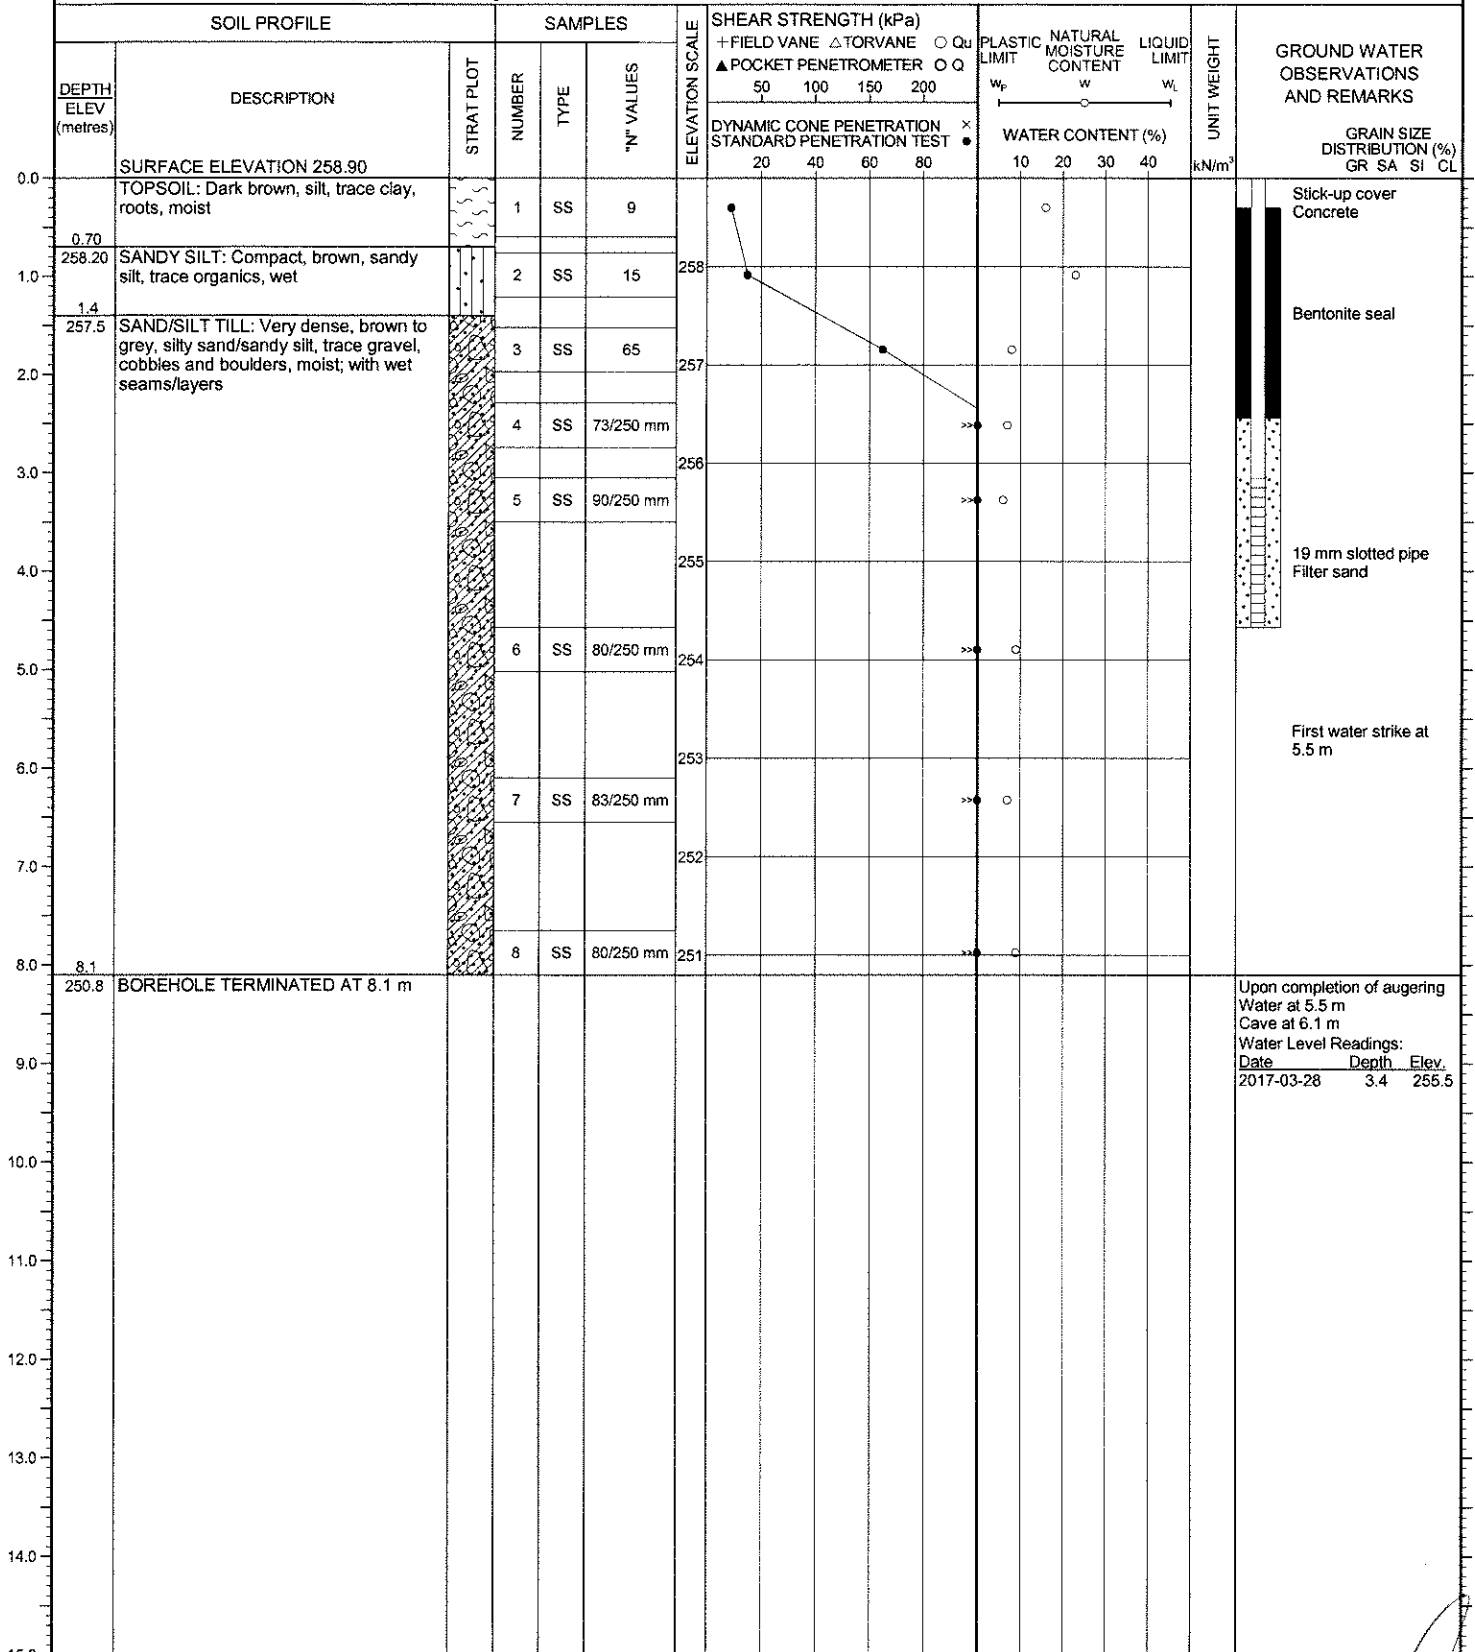 SOIL PROFILE
SAMPLES
DEPTH
ELEV
(metres)
DESCRIPTION
SURFACE ELEVATION 258.90
STRAT PLOT
NUMBER
TYPE
"N" VALUES
ELEVATION SCALE
SHEAR STRENGTH (kPa)
+FIELD VANE △TORVANE ○ Qu
▲POCKET PENETROMETER O Q
50 100 150 200
DYNAMIC CONE PENETRATION ×
STANDARD PENETRATION TEST ●
20 40 60 80
PLASTIC LIMIT
NATURAL MOISTURE CONTENT
LIQUID LIMIT
WP W WL
WATER CONTENT (%)
10 20 30 40
UNIT WEIGHT
kN/m³
GROUND WATER
OBSERVATIONS
AND REMARKS
GRAIN SIZE
DISTRIBUTION (%)
GR SA SI CL
0.0
TOPSOIL: Dark brown, silt, trace clay,
roots, moist
1 SS 9
Stick-up cover
Concrete
0.70
258.20
SANDY SILT: Compact, brown, sandy
silt, trace organics, wet
1.0
2 SS 15
258
Bentonite seal
1.4
257.5
SAND/SILT TILL: Very dense, brown to
grey, silty sand/sandy silt, trace gravel,
cobbles and boulders, moist; with wet
seams/layers
3 SS 65
257
2.0
4 SS 73/250 mm
>>
256
3.0
5 SS 90/250 mm
>>
255
19 mm slotted pipe
Filter sand
4.0
6 SS 80/250 mm
>>
254
5.0
First water strike at
5.5 m
253
6.0
7 SS 83/250 mm
>>
252
7.0
8 SS 80/250 mm
>>
251
8.0
8.1
250.8
BOREHOLE TERMINATED AT 8.1 m
Upon completion of augering
Water at 5.5 m
Cave at 6.1 m
Water Level Readings:
Date Depth Elev.
2017-03-28 3.4 255.5
9.0
10.0
11.0
12.0
13.0
14.0